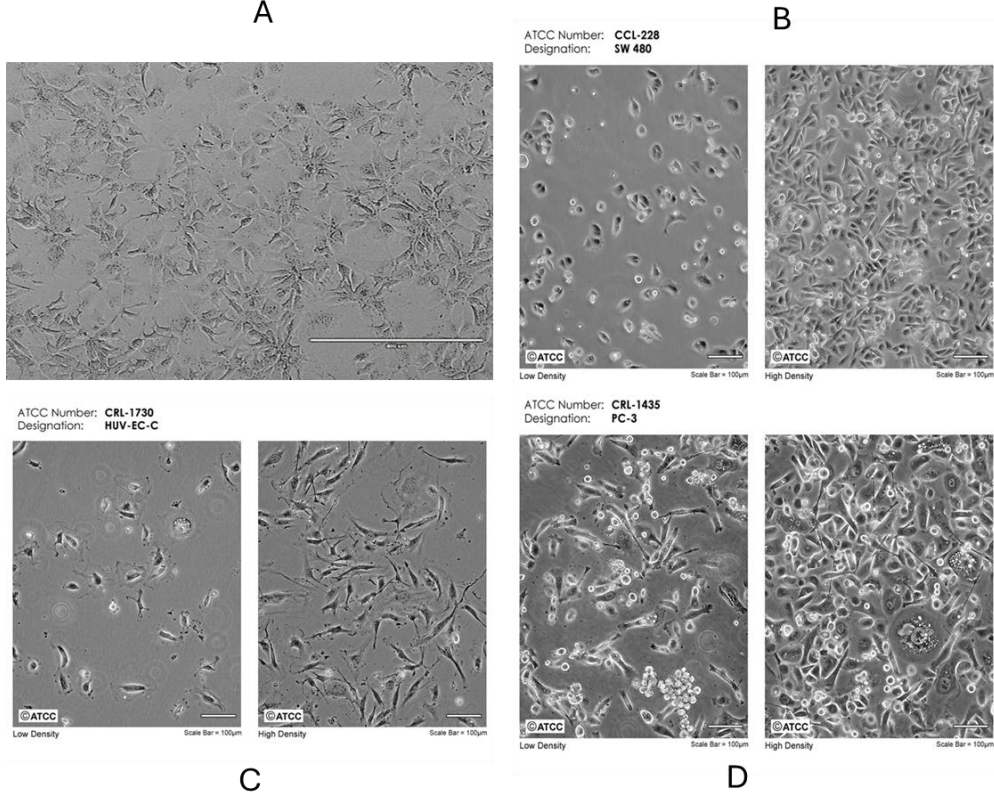 A
B
ATCC Number: CCL-228
Designation: SW 480
©ATCC
©ATCC
Low Density
Scale Bar = 100µm
High Density
Scale Bar = 100µm
ATCC Number: CRL-1730
Designation: HUV-EC-C
©ATCC
©ATCC
Low Density
Scale Bar = 100µm
High Density
Scale Bar = 100µm
C
ATCC Number: CRL-1435
Designation: PC-3
©ATCC
©ATCC
Low Density
Scale Bar = 100µm
High Density
Scale Bar = 100µm
D